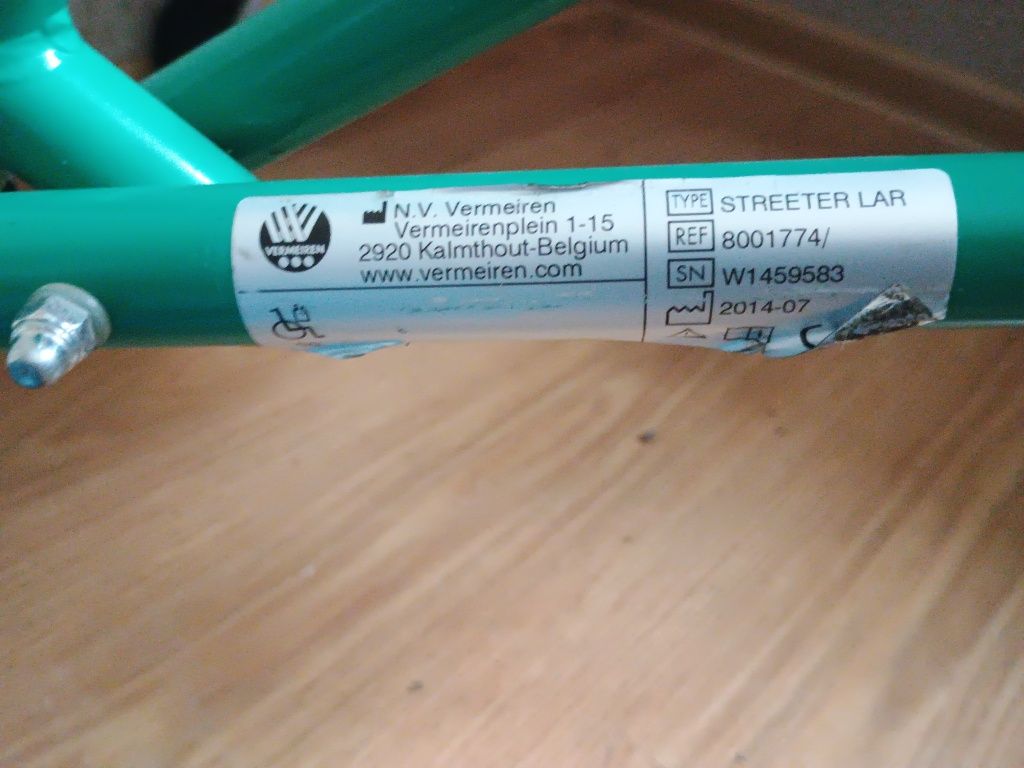 VERMEIREN
N.V. Vermeiren
Vermeirenplein 1-15
2920 Kalmthout-Belgium
www.vermeiren.com
TYPE STREETER LAR
REF 8001774/
SN W1459583
2014-07